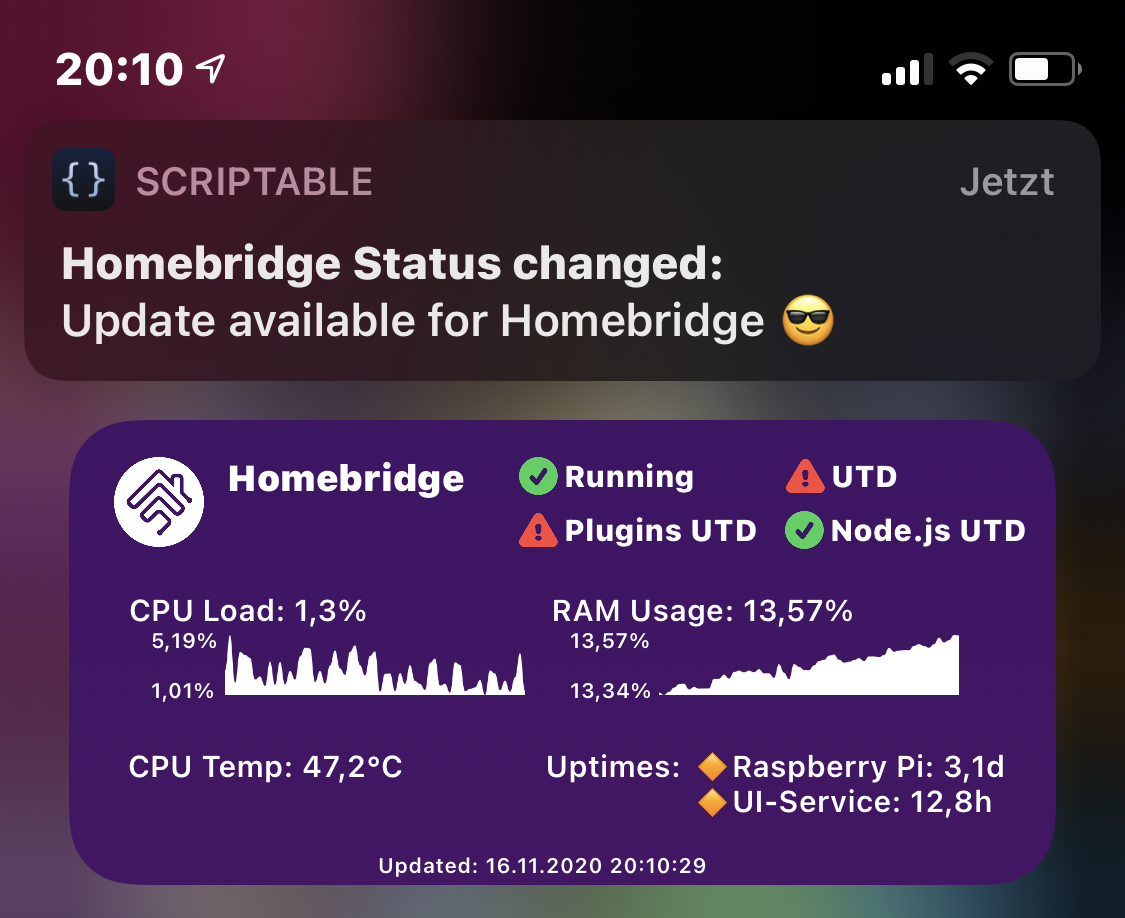 20:10
{} SCRIPTABLE Jetzt
Homebridge Status changed:
Update available for Homebridge 😎
Homebridge Running UTD
Plugins UTD Node.js UTD
CPU Load: 1,3% RAM Usage: 13,57%
5,19% 13,57%
1,01% 13,34%
CPU Temp: 47,2°C Uptimes: 🔸Raspberry Pi: 3,1d
🔸UI-Service: 12,8h
Updated: 16.11.2020 20:10:29